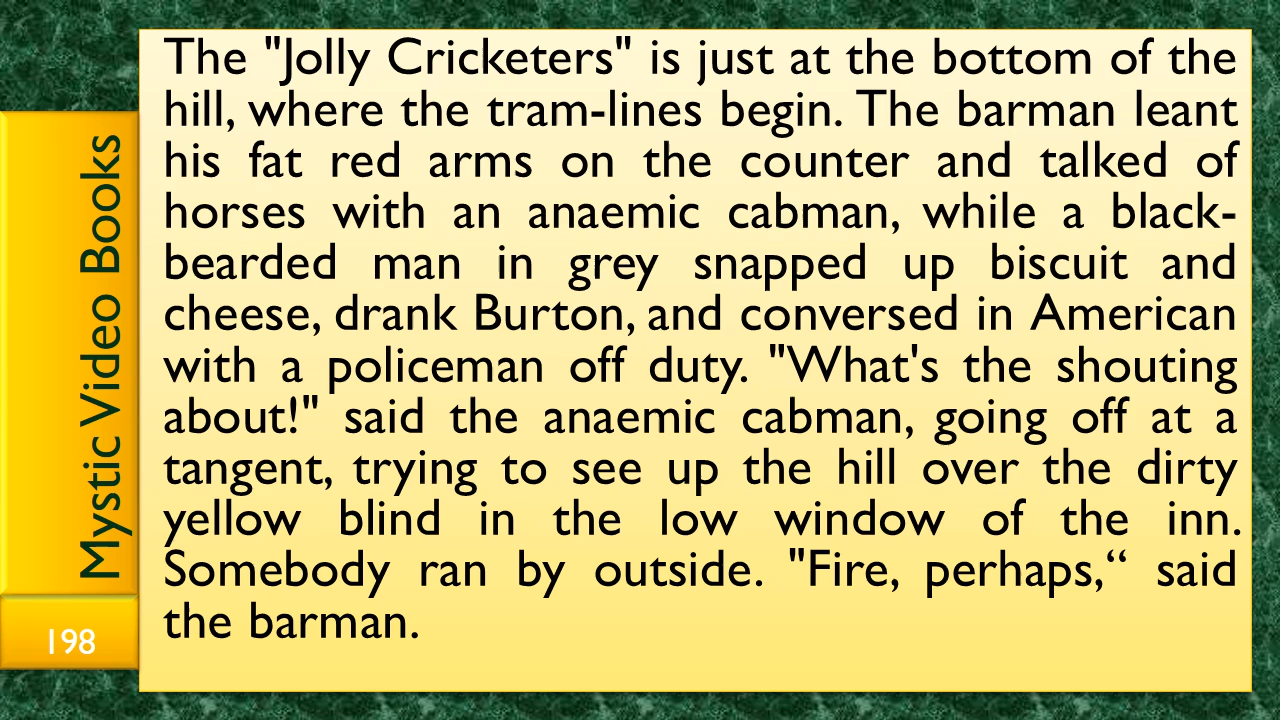 The "Jolly Cricketers" is just at the bottom of the
hill, where the tram-lines begin. The barman leant
his fat red arms on the counter and talked of
horses with an anaemic cabman, while a black-
bearded man in grey snapped up biscuit and
cheese, drank Burton, and conversed in American
with a policeman off duty. "What's the shouting
about!" said the anaemic cabman, going off at a
tangent, trying to see up the hill over the dirty
yellow blind in the low window of the inn.
Somebody ran by outside. "Fire, perhaps,“ said
the barman.
Mystic Video Books
198